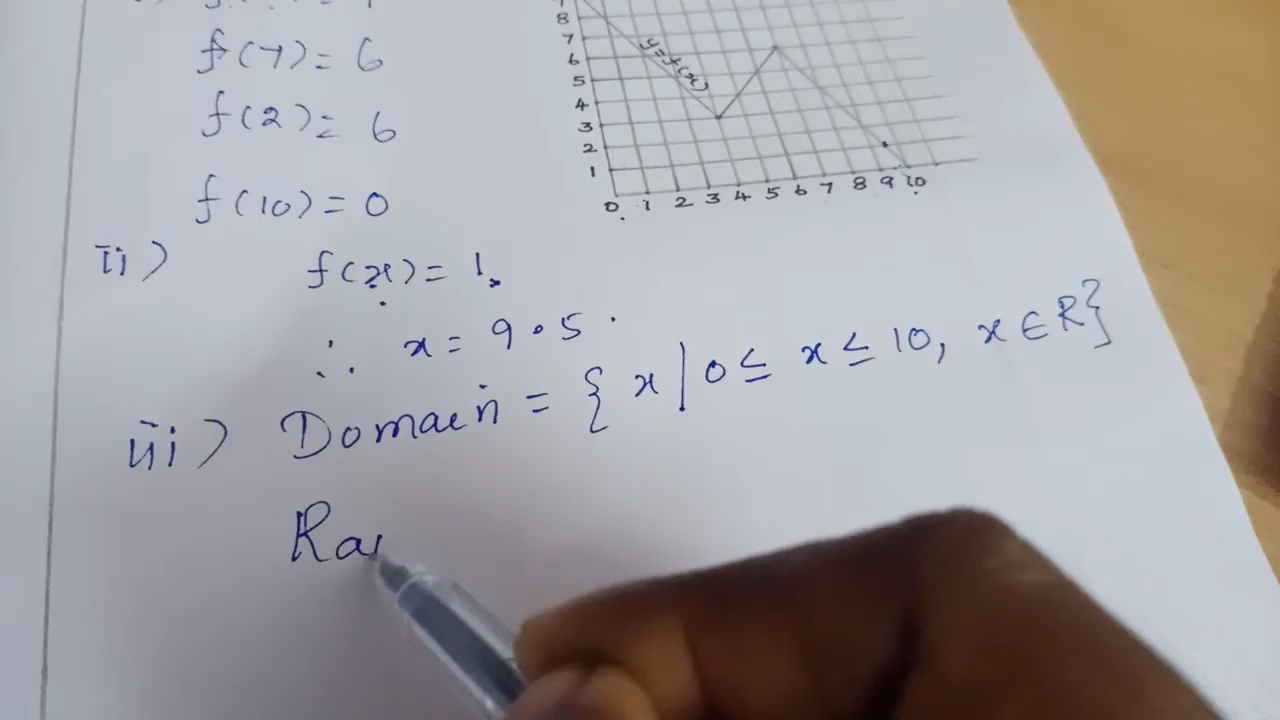 f(7) = 6
f(2) = 6
f(10) = 0
ii)
f(x) = 1.
∴ x = 9.5.
iii) Domain = { x | 0 ≤ x ≤ 10, x ∈ R}
Ra
8
7
6
5
4
3
2
1
y=f(x)
0 1 2 3 4 5 6 7 8 9 10